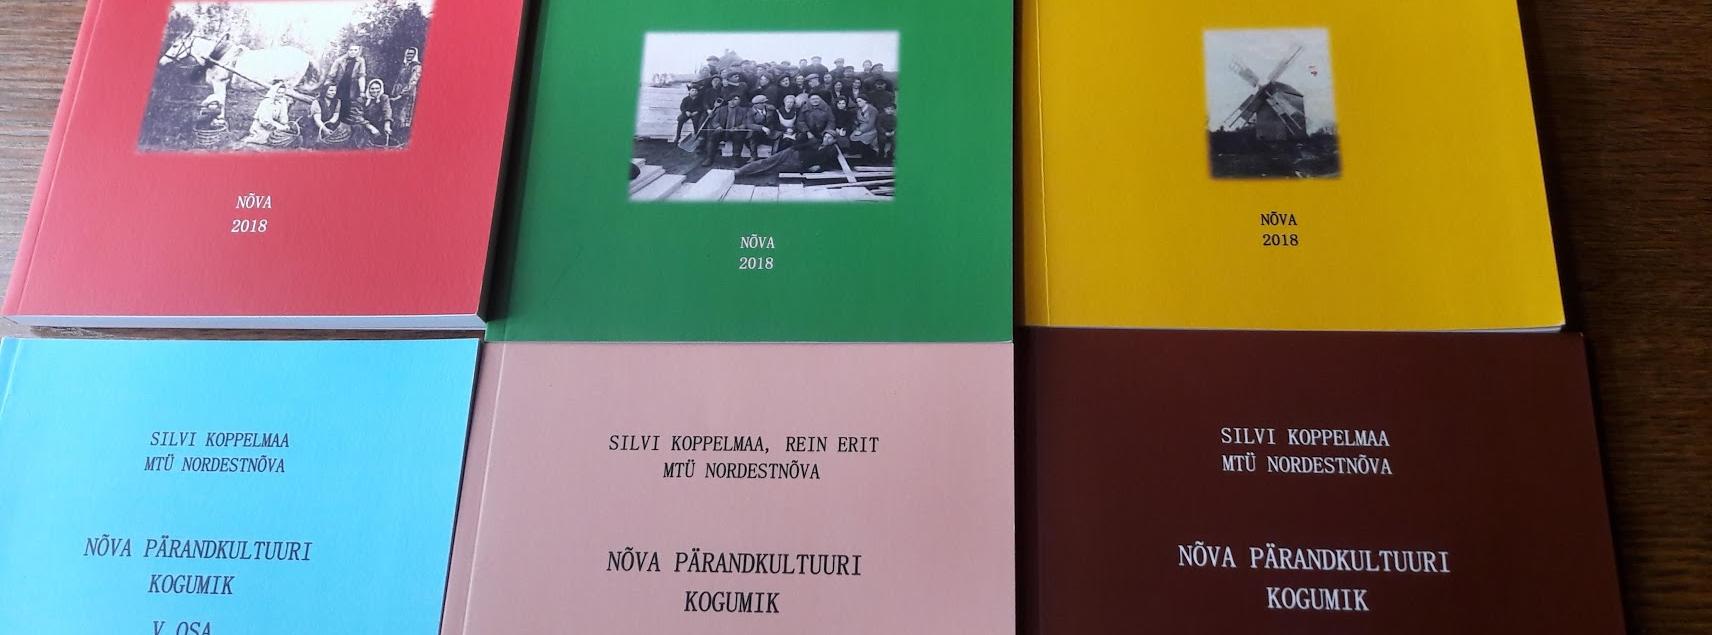 NÕVA
2018
NÕVA
2018
NÕVA
2018
SILVI KOPPELMAA
MTÜ NORDESTNÕVA
NÕVA PÄRANDKULTUURI
KOGUMIK
V OSA
SILVI KOPPELMAA, REIN ERIT
MTÜ NORDESTNÕVA
NÕVA PÄRANDKULTUURI
KOGUMIK
SILVI KOPPELMAA
MTÜ NORDESTNÕVA
NÕVA PÄRANDKULTUURI
KOGUMIK